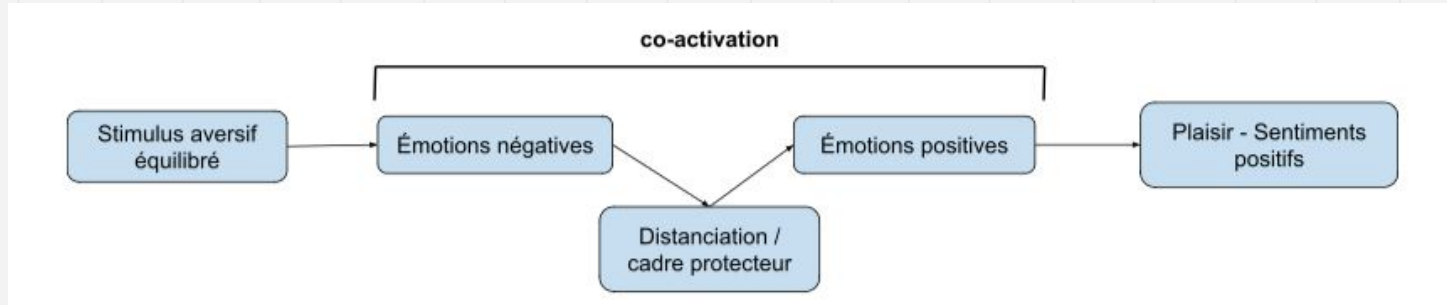 co-activation
Stimulus aversif
équilibré
Émotions négatives
Émotions positives
Plaisir - Sentiments
positifs
Distanciation /
cadre protecteur